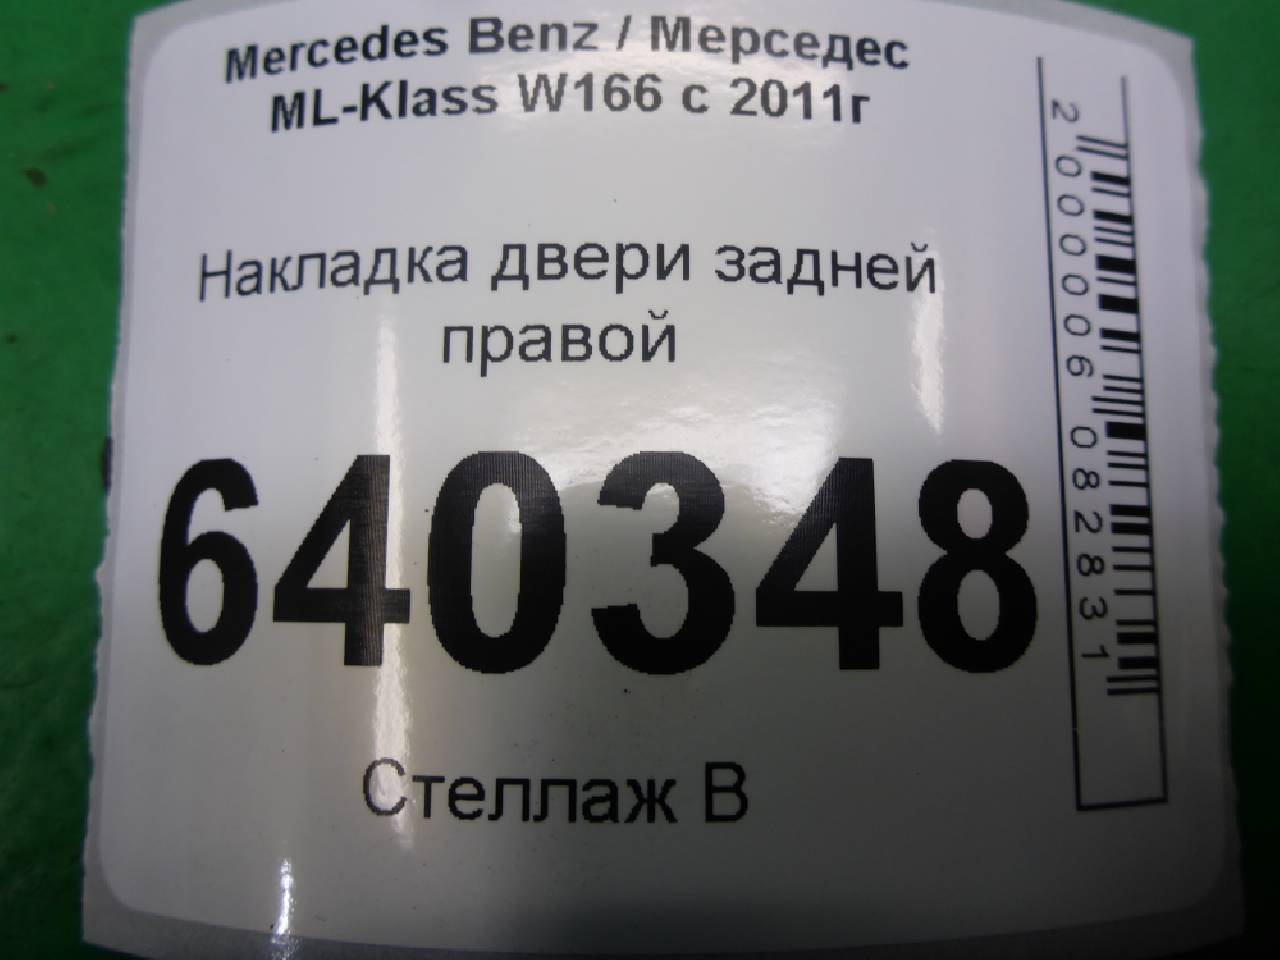 Mercedes Benz / Мерседес
ML-Klass W166 с 2011г
Накладка двери задней
правой
640348
Стеллаж В
2000006082831